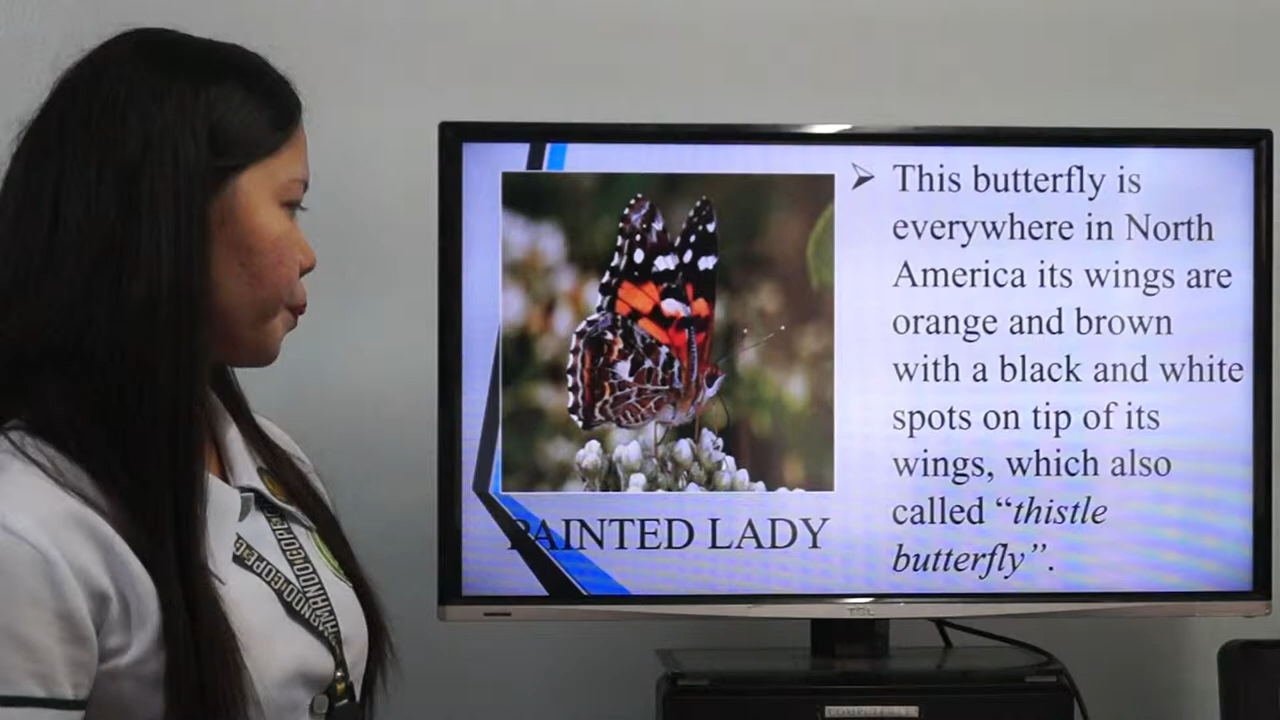 This butterfly is
everywhere in North
America its wings are
orange and brown
with a black and white
spots on tip of its
wings, which also
called “thistle
butterfly”.
PAINTED LADY
TCL